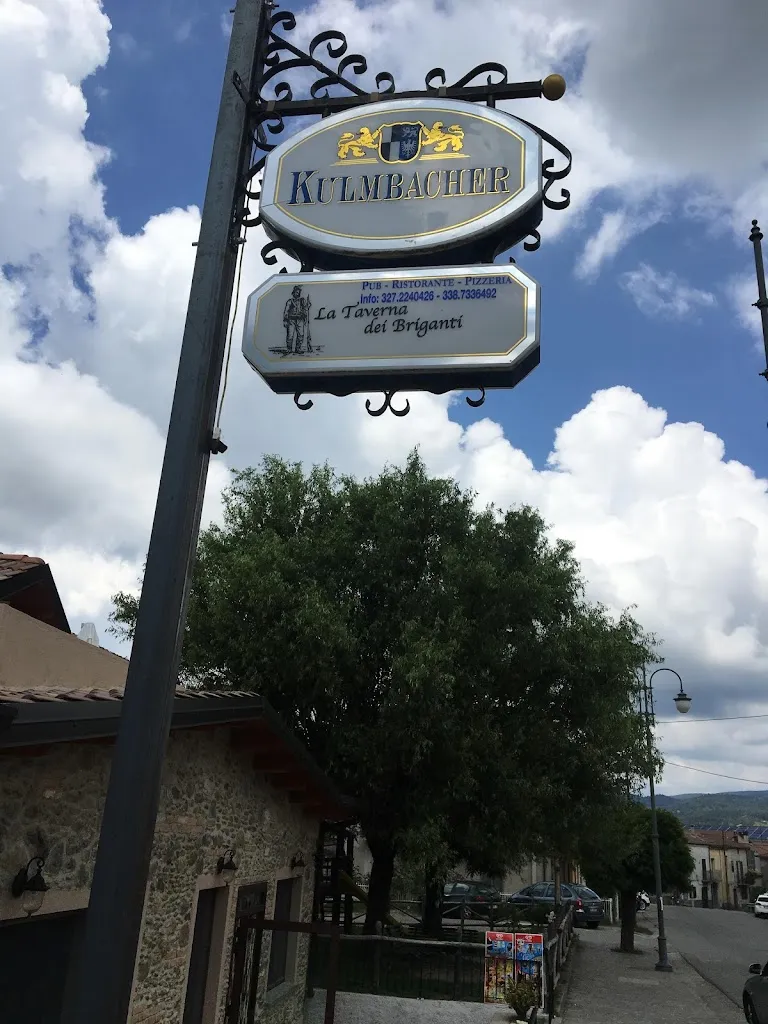 KULMBACHER
PUB - RISTORANTE - PIZZERIA
Info: 327.2240426 - 338.7336492
La Taverna
dei Briganti